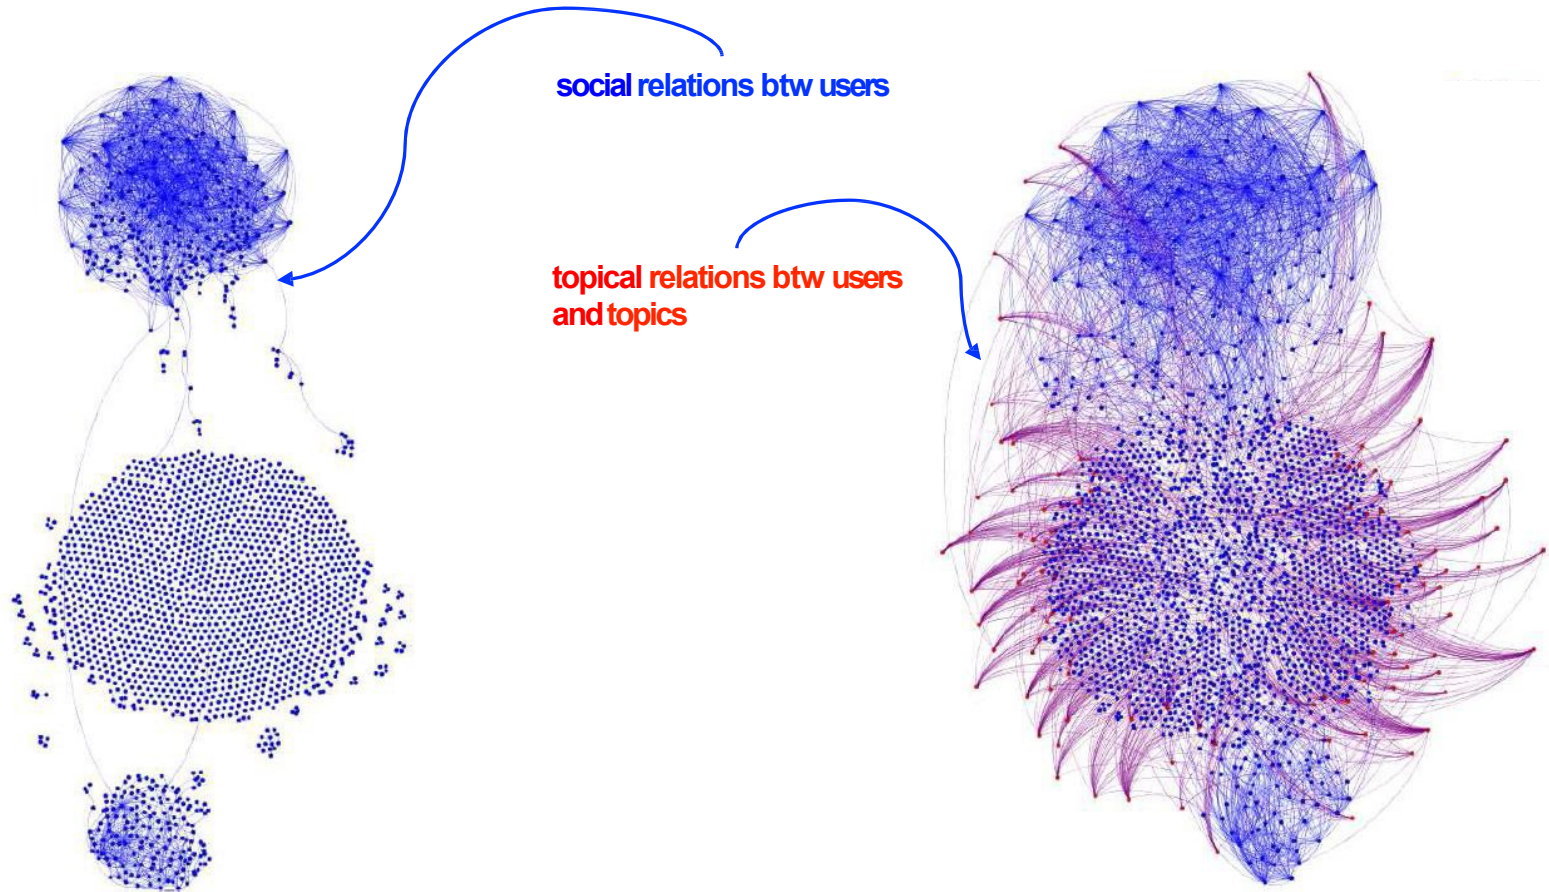 social relations btw users
topical relations btw users
and topics